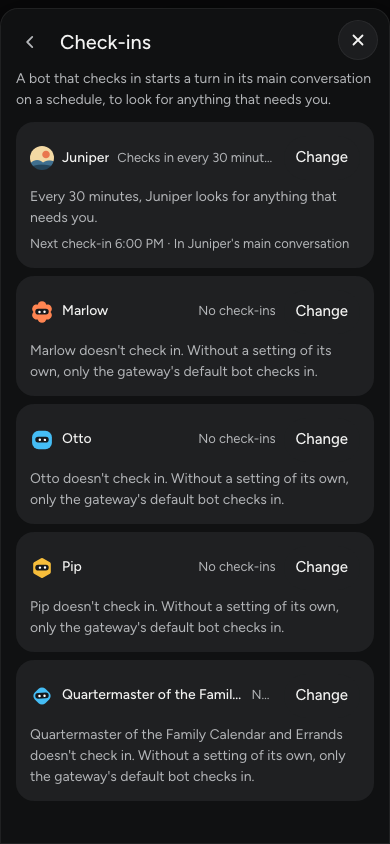 Check-ins
A bot that checks in starts a turn in its main conversation
on a schedule, to look for anything that needs you.
Juniper Checks in every 30 minut... Change
Every 30 minutes, Juniper looks for anything that
needs you.
Next check-in 6:00 PM · In Juniper's main conversation
Marlow No check-ins Change
Marlow doesn't check in. Without a setting of its
own, only the gateway's default bot checks in.
Otto No check-ins Change
Otto doesn't check in. Without a setting of its own,
only the gateway's default bot checks in.
Pip No check-ins Change
Pip doesn't check in. Without a setting of its own,
only the gateway's default bot checks in.
Quartermaster of the Famil... N... Change
Quartermaster of the Family Calendar and Errands
doesn't check in. Without a setting of its own, only
the gateway's default bot checks in.